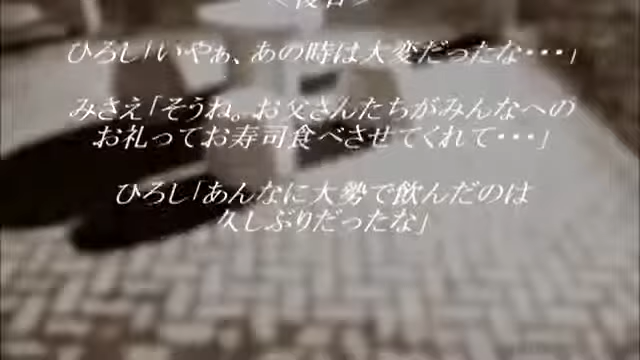 ひろし「いやぁ、あの時は大変だったな・・・」
みさえ「そうね。お父さんたちがみんなへの
お礼ってお寿司食べさせてくれて・・・」
ひろし「あんなに大勢で飲んだのは
久しぶりだったな」